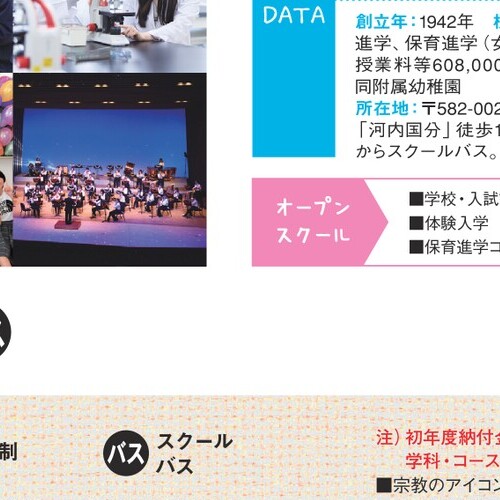 DATA
創立年：1942年
進学、保育進学（
授業料等608,000
同附属幼稚園
所在地：〒582-002
「河内国分」徒歩1
からスクールバス。
オープン
スクール
■学校・入試
■体験入学
■保育進学コ
制
バス
スクール
バス
注）初年度納付金
学科・コース
■宗教のアイコン